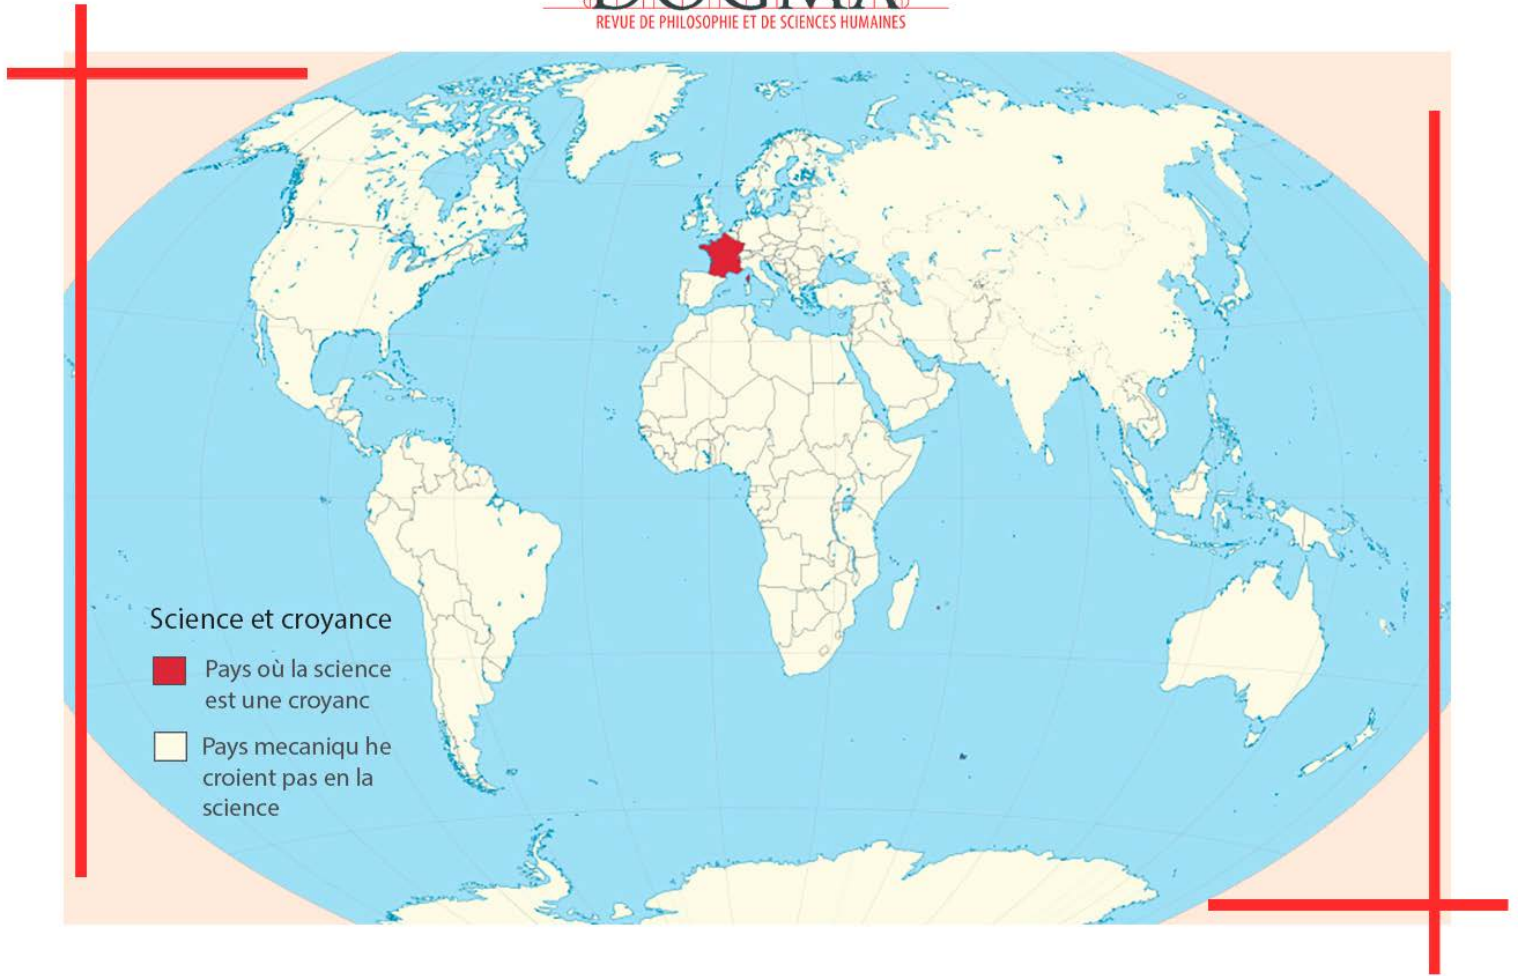 DOGMA
REVUE DE PHILOSOPHIE ET DE SCIENCES HUMAINES
Science et croyance
Pays où la science
est une croyanc
Pays mecaniqu he
croient pas en la
science